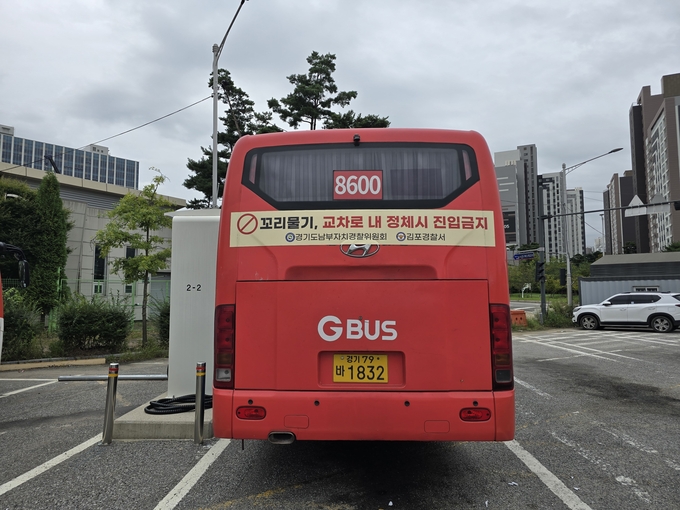 8600
꼬리물기, 교차로 내 정체시 진입금지
경기도남부자치경찰위원회 김포경찰서
2-2
G BUS
경기 79
바 1832